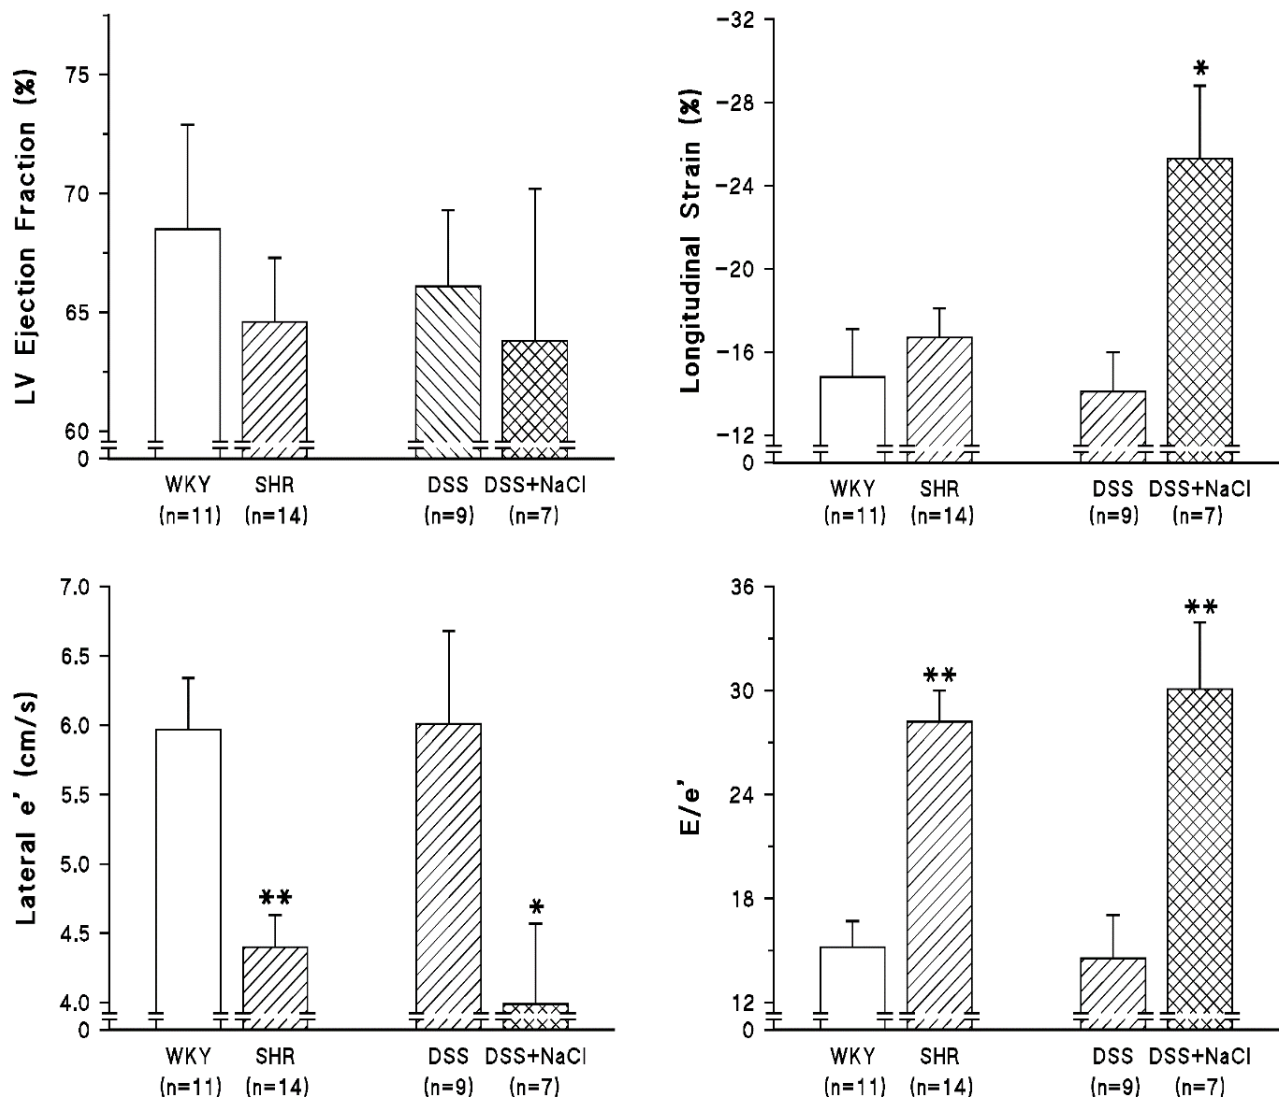 LV Ejection Fraction (%)
75
70
65
60
0
WKY SHR DSS DSS+NaCl
(n=11) (n=14) (n=9) (n=7)
Longitudinal Strain (%)
-32
-28
-24
-20
-16
-12
0
*
WKY SHR DSS DSS+NaCl
(n=11) (n=14) (n=9) (n=7)
Lateral e' (cm/s)
7.0
6.5
6.0
5.5
5.0
4.5
4.0
0
** *
WKY SHR DSS DSS+NaCl
(n=11) (n=14) (n=9) (n=7)
E/e'
36
30
24
18
12
0
** **
WKY SHR DSS DSS+NaCl
(n=11) (n=14) (n=9) (n=7)